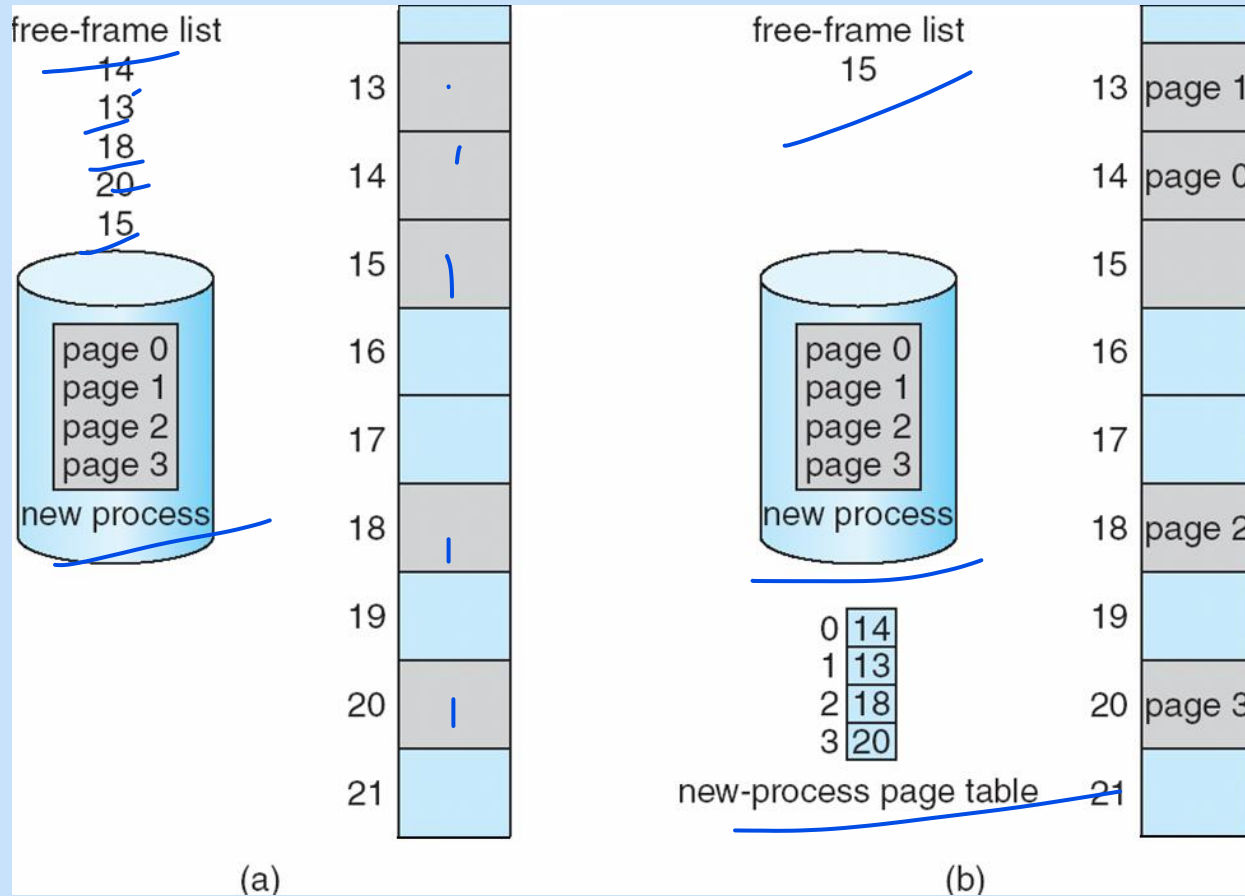 free-frame list
14
13
18
20
15
page 0
page 1
page 2
page 3
new process
13
14
15
16
17
18
19
20
21
(a)
free-frame list
15
page 0
page 1
page 2
page 3
new process
0 14
1 13
2 18
3 20
new-process page table
13 page 1
14 page 0
15
16
17
18 page 2
19
20 page 3
21
(b)